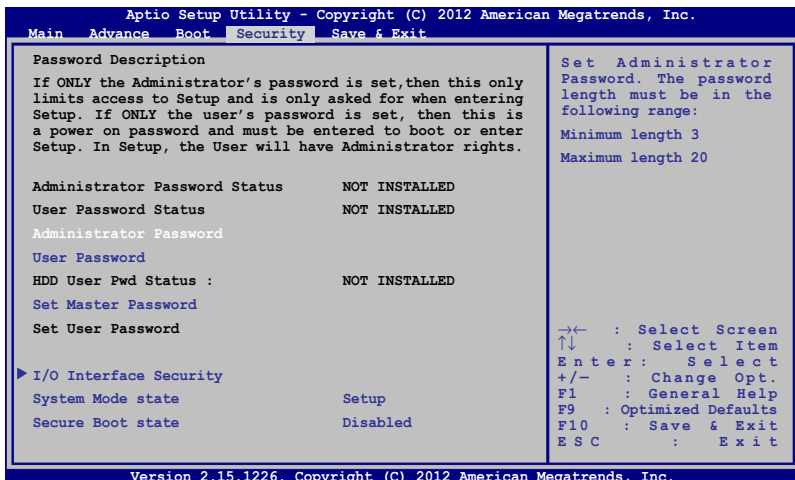 Aptio Setup Utility - Copyright (C) 2012 American Megatrends, Inc.
Main Advance Boot Security Save & Exit
Password Description
If ONLY the Administrator's password is set,then this only
limits access to Setup and is only asked for when entering
Setup. If ONLY the user's password is set, then this is
a power on password and must be entered to boot or enter
Setup. In Setup, the User will have Administrator rights.
Administrator Password Status NOT INSTALLED
User Password Status NOT INSTALLED
Administrator Password
User Password
HDD User Pwd Status : NOT INSTALLED
Set Master Password
Set User Password
I/O Interface Security
System Mode state Setup
Secure Boot state Disabled
Set Administrator
Password. The password
length must be in the
following range:
Minimum length 3
Maximum length 20
→← : Select Screen
↑↓ : Select Item
Enter: Select
+/— : Change Opt.
F1 : General Help
F9 : Optimized Defaults
F10 : Save & Exit
ESC : Exit
Version 2.15.1226. Copyright (C) 2012 American Megatrends, Inc.